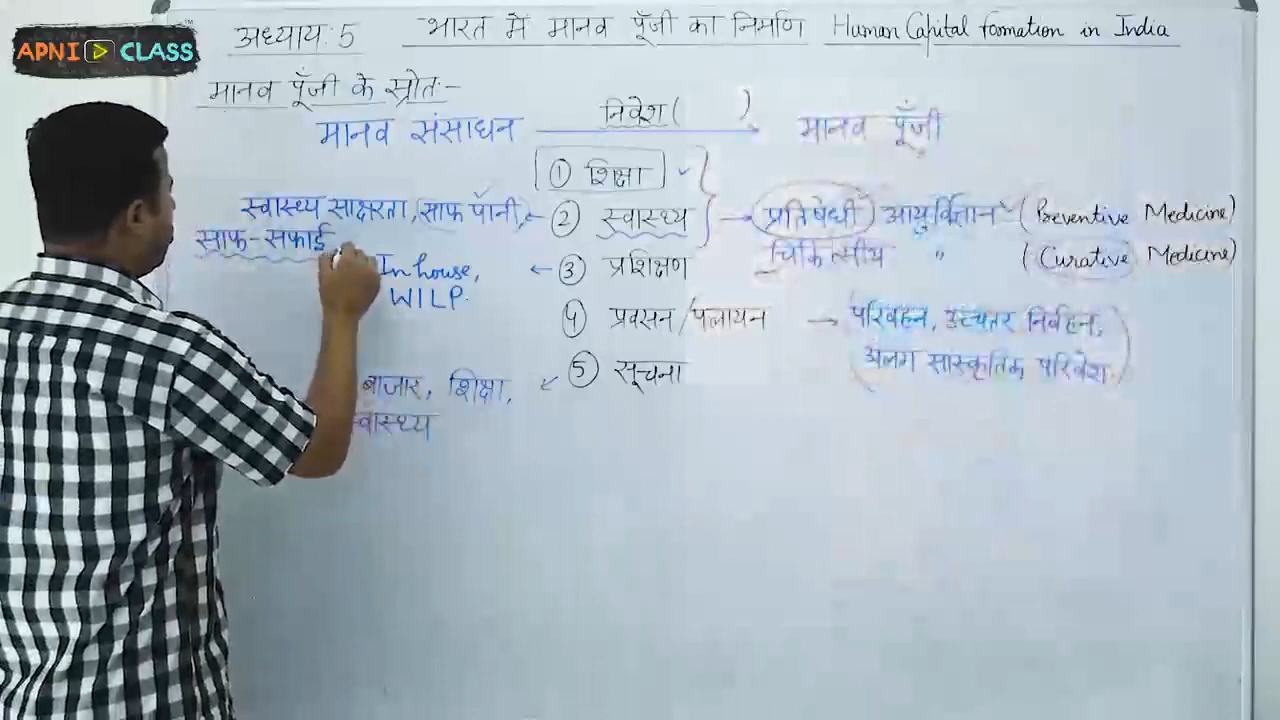 APNI CLASS
अध्याय: 5 भारत में मानव पूँजी का निर्माण Human Capital formation in India
मानव पूँजी के स्रोत:-
मानव संसाधन निवेश ( ) मानव पूँजी
① शिक्षा ✓
स्वास्थ्य साक्षरता, साफ पानी, ← ② स्वास्थ्य → प्रतिषेधी आयुर्विज्ञान (Preventive Medicine)
साफ-सफाई चिकित्सीय " (Curative Medicine)
In house, ← ③ प्रशिक्षण
WILP.
④ प्रवसन/पलायन → परिवहन, उच्चतर निर्वहन,
अलग सांस्कृतिक परिवेश
बाजार, शिक्षा, ↙ ⑤ सूचना
स्वास्थ्य